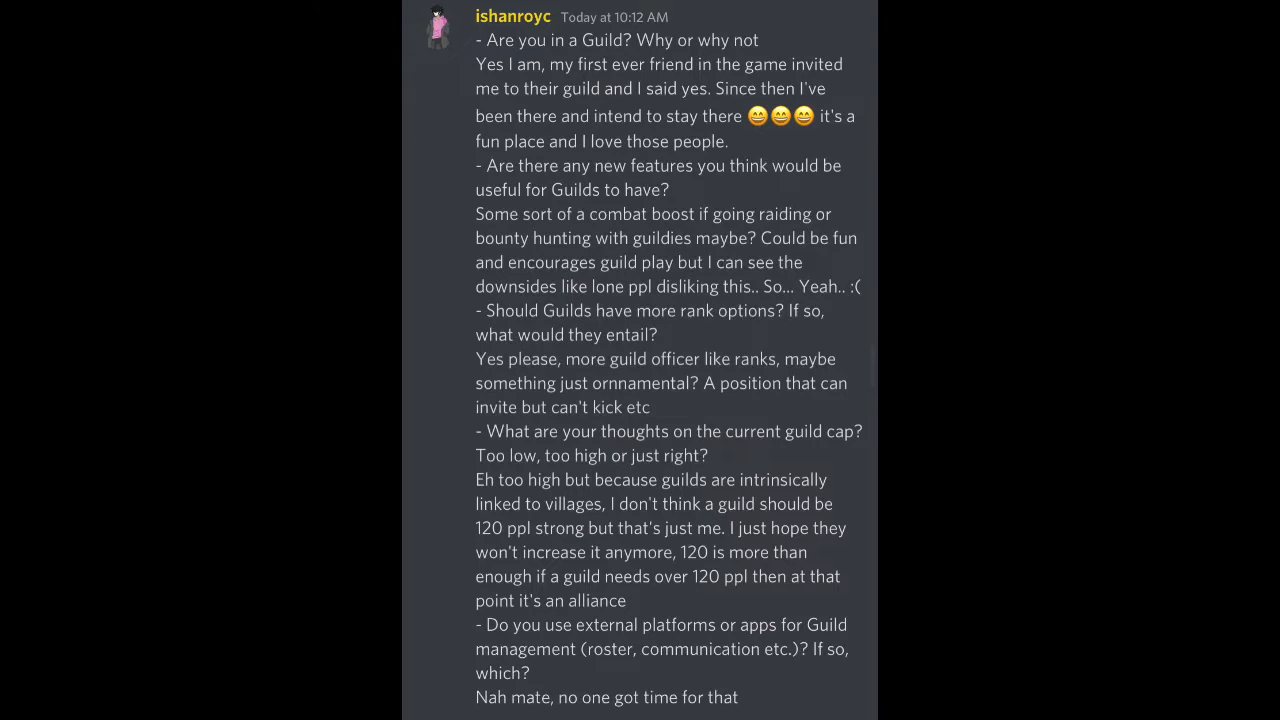 ishanroyc Today at 10:12 AM
- Are you in a Guild? Why or why not
Yes I am, my first ever friend in the game invited
me to their guild and I said yes. Since then I've
been there and intend to stay there 😄😄😄 it's a
fun place and I love those people.
- Are there any new features you think would be
useful for Guilds to have?
Some sort of a combat boost if going raiding or
bounty hunting with guildies maybe? Could be fun
and encourages guild play but I can see the
downsides like lone ppl disliking this.. So... Yeah.. :(
- Should Guilds have more rank options? If so,
what would they entail?
Yes please, more guild officer like ranks, maybe
something just ornnamental? A position that can
invite but can't kick etc
- What are your thoughts on the current guild cap?
Too low, too high or just right?
Eh too high but because guilds are intrinsically
linked to villages, I don't think a guild should be
120 ppl strong but that's just me. I just hope they
won't increase it anymore, 120 is more than
enough if a guild needs over 120 ppl then at that
point it's an alliance
- Do you use external platforms or apps for Guild
management (roster, communication etc.)? If so,
which?
Nah mate, no one got time for that